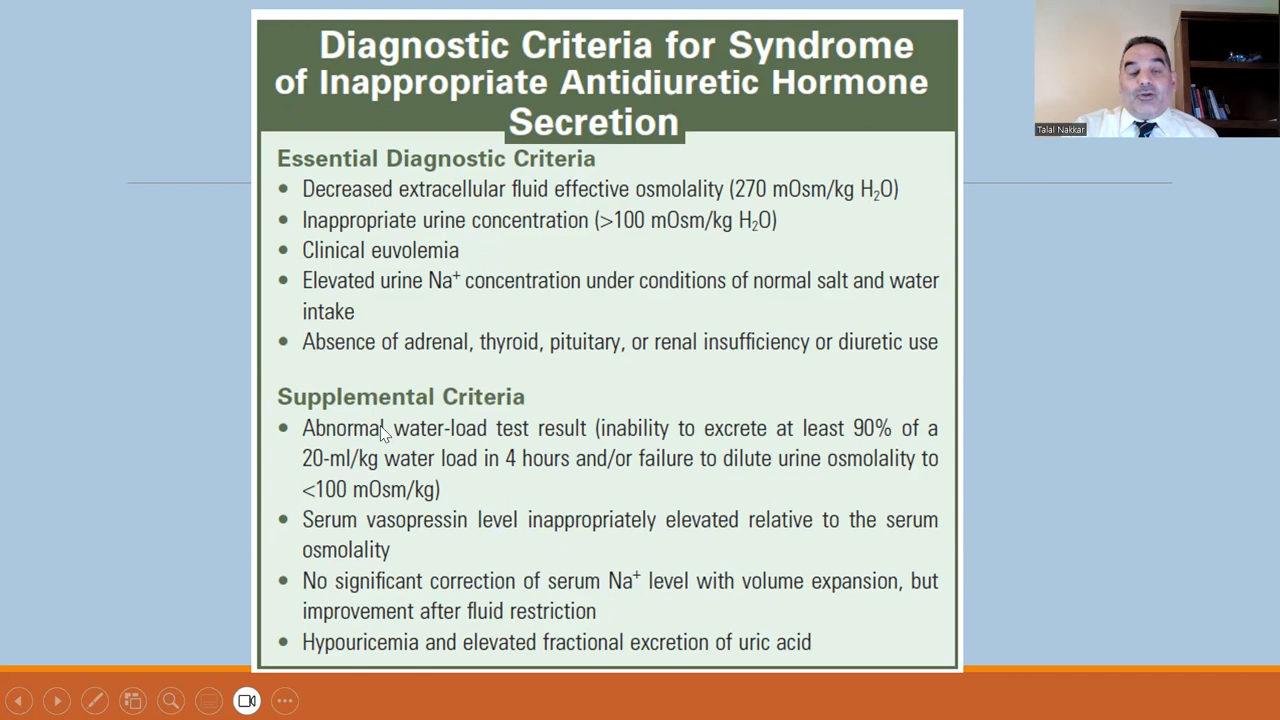 Diagnostic Criteria for Syndrome
of Inappropriate Antidiuretic Hormone
Secretion
Talal Nakkar
Essential Diagnostic Criteria
• Decreased extracellular fluid effective osmolality (270 mOsm/kg H₂O)
• Inappropriate urine concentration (>100 mOsm/kg H₂O)
• Clinical euvolemia
• Elevated urine Na⁺ concentration under conditions of normal salt and water
intake
• Absence of adrenal, thyroid, pituitary, or renal insufficiency or diuretic use
Supplemental Criteria
• Abnormal water-load test result (inability to excrete at least 90% of a
20-ml/kg water load in 4 hours and/or failure to dilute urine osmolality to
<100 mOsm/kg)
• Serum vasopressin level inappropriately elevated relative to the serum
osmolality
• No significant correction of serum Na⁺ level with volume expansion, but
improvement after fluid restriction
• Hypouricemia and elevated fractional excretion of uric acid